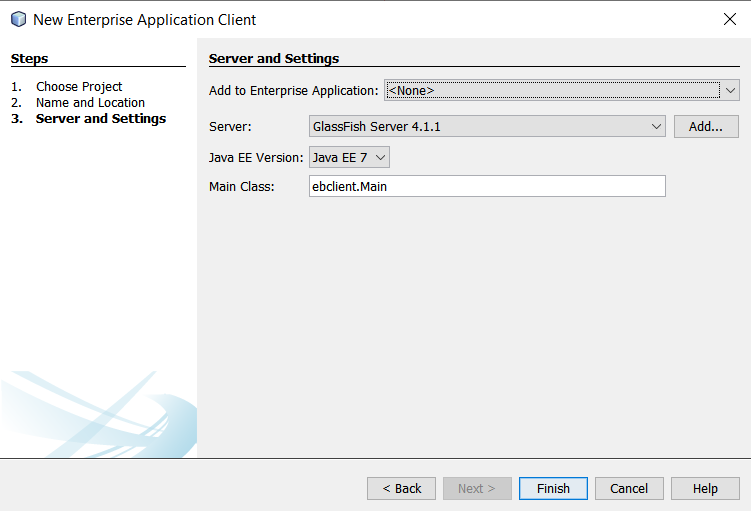 New Enterprise Application Client
Steps
1. Choose Project
2. Name and Location
3. Server and Settings
Server and Settings
Add to Enterprise Application: <None>
Server: GlassFish Server 4.1.1 Add...
Java EE Version: Java EE 7
Main Class: ebclient.Main
< Back Next > Finish Cancel Help